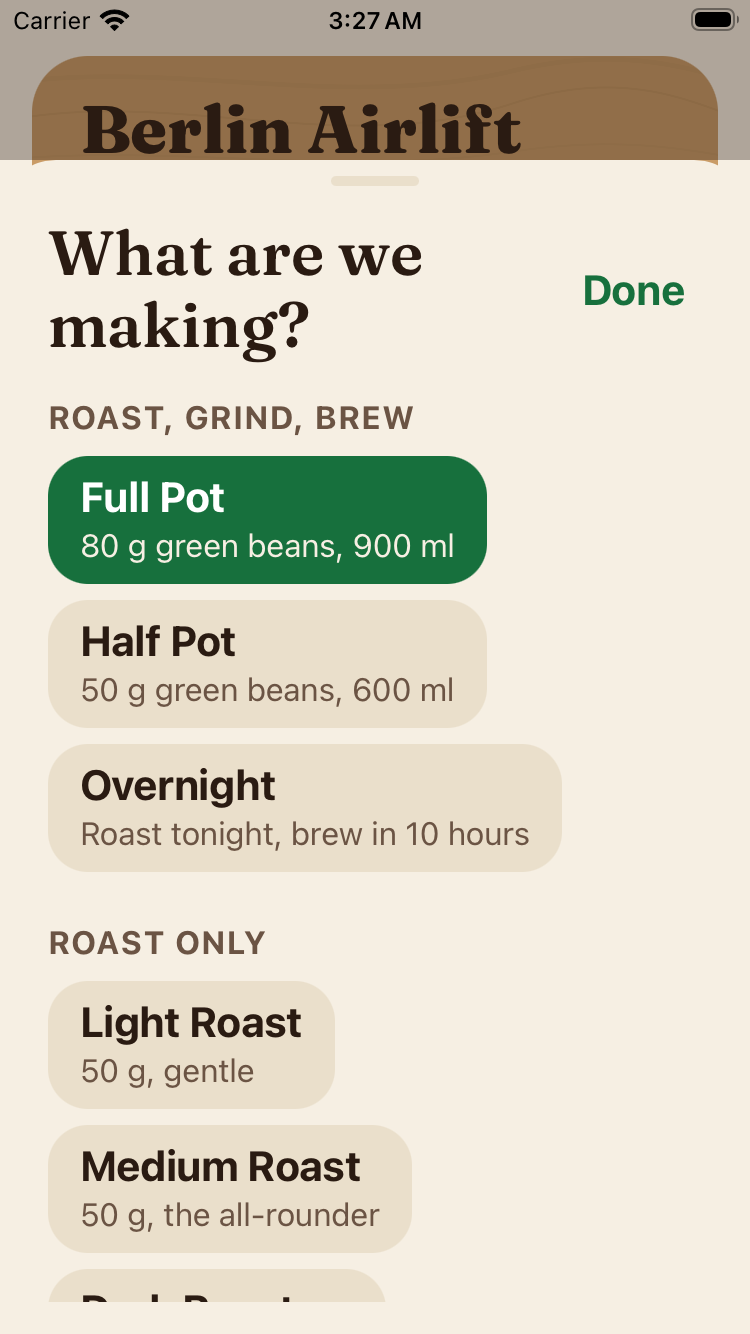 Carrier 3:27 AM
Berlin Airlift
What are we
making?
Done
ROAST, GRIND, BREW
Full Pot
80 g green beans, 900 ml
Half Pot
50 g green beans, 600 ml
Overnight
Roast tonight, brew in 10 hours
ROAST ONLY
Light Roast
50 g, gentle
Medium Roast
50 g, the all-rounder